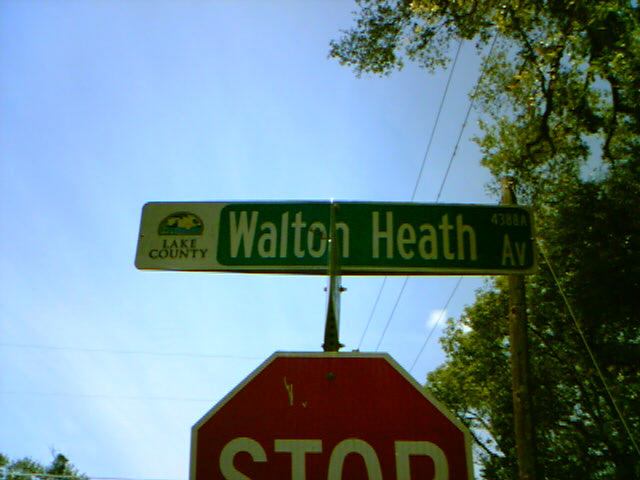 LAKE
COUNTY
Walton Heath Av
4388A
STOP